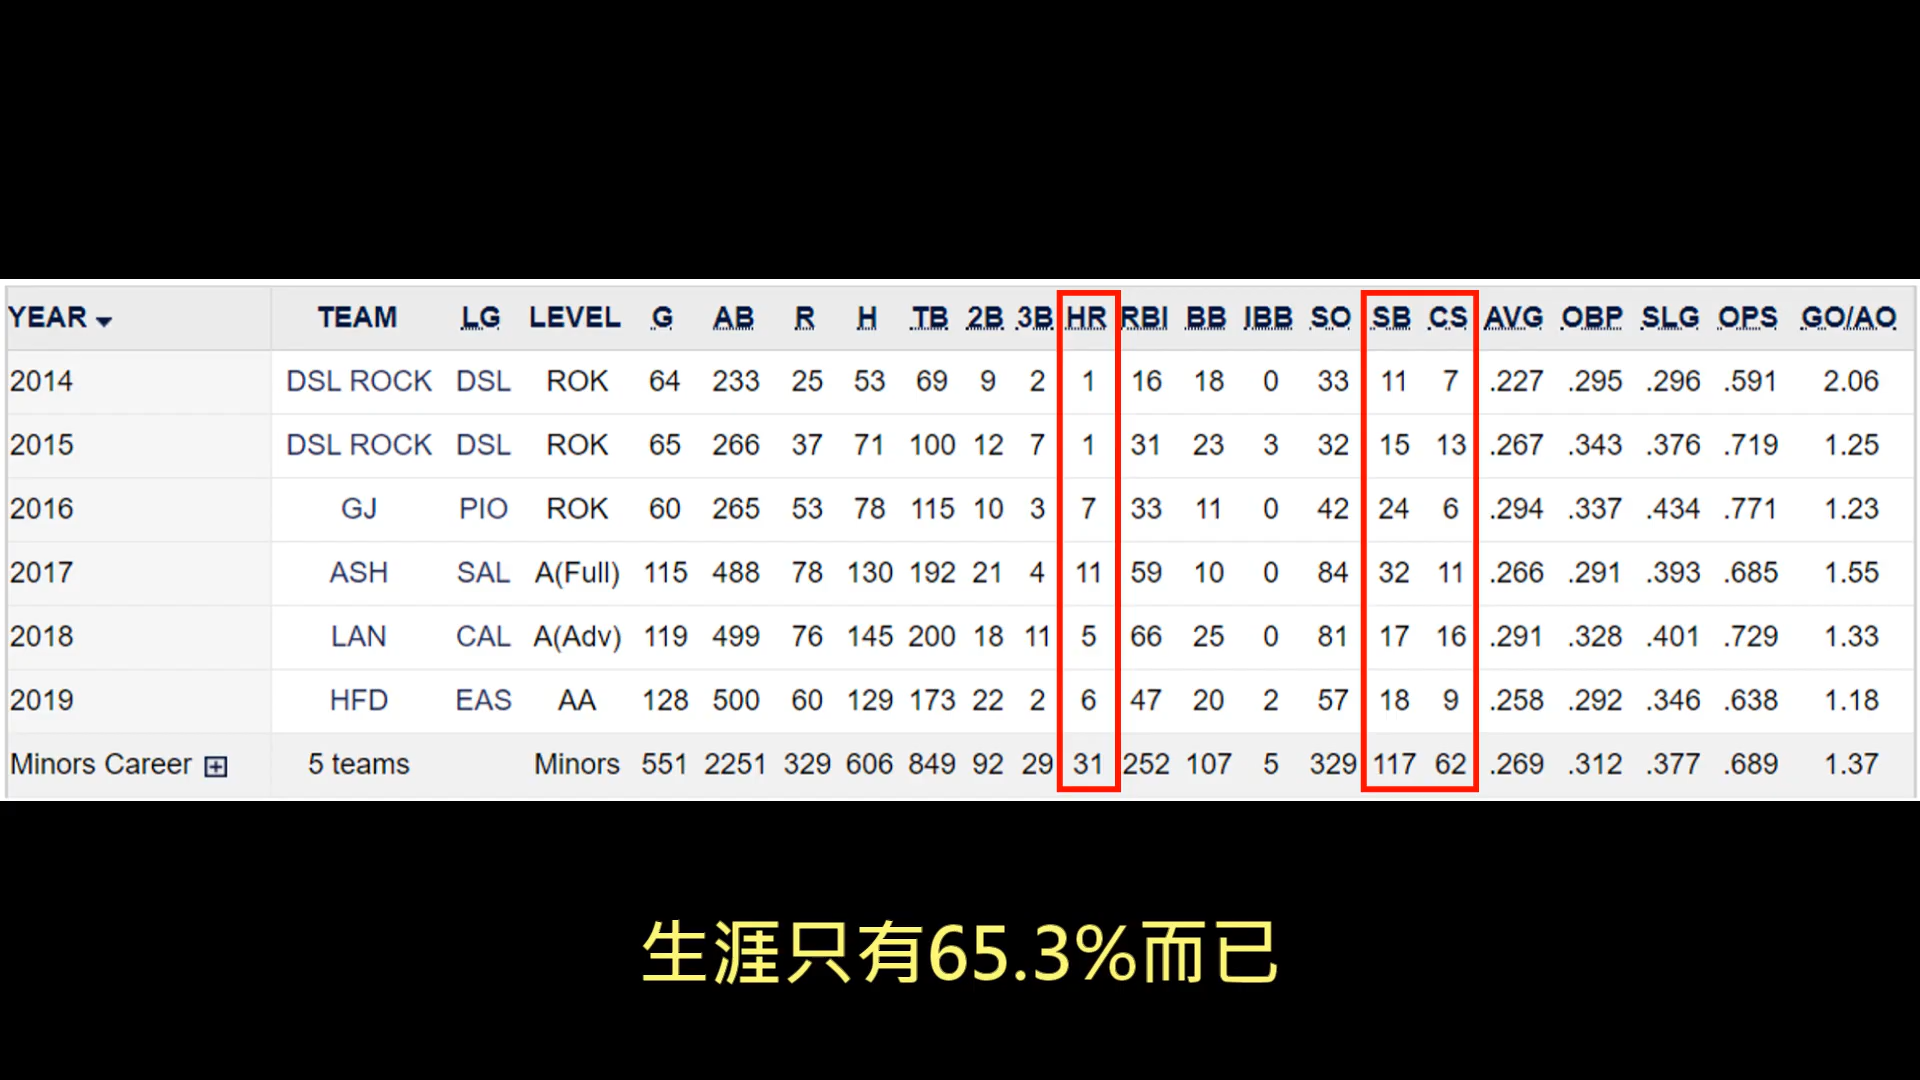 YEAR TEAM LG LEVEL G AB R H TB 2B 3B HR RBI BB IBB SO SB CS AVG OBP SLG OPS GO/AO
2014 DSL ROCK DSL ROK 64 233 25 53 69 9 2 1 16 18 0 33 11 7 .227 .295 .296 .591 2.06
2015 DSL ROCK DSL ROK 65 266 37 71 100 12 7 1 31 23 3 32 15 13 .267 .343 .376 .719 1.25
2016 GJ PIO ROK 60 265 53 78 115 10 3 7 33 11 0 42 24 6 .294 .337 .434 .771 1.23
2017 ASH SAL A(Full) 115 488 78 130 192 21 4 11 59 10 0 84 32 11 .266 .291 .393 .685 1.55
2018 LAN CAL A(Adv) 119 499 76 145 200 18 11 5 66 25 0 81 17 16 .291 .328 .401 .729 1.33
2019 HFD EAS AA 128 500 60 129 173 22 2 6 47 20 2 57 18 9 .258 .292 .346 .638 1.18
Minors Career 5 teams Minors 551 2251 329 606 849 92 29 31 252 107 5 329 117 62 .269 .312 .377 .689 1.37
生涯只有65.3%而已